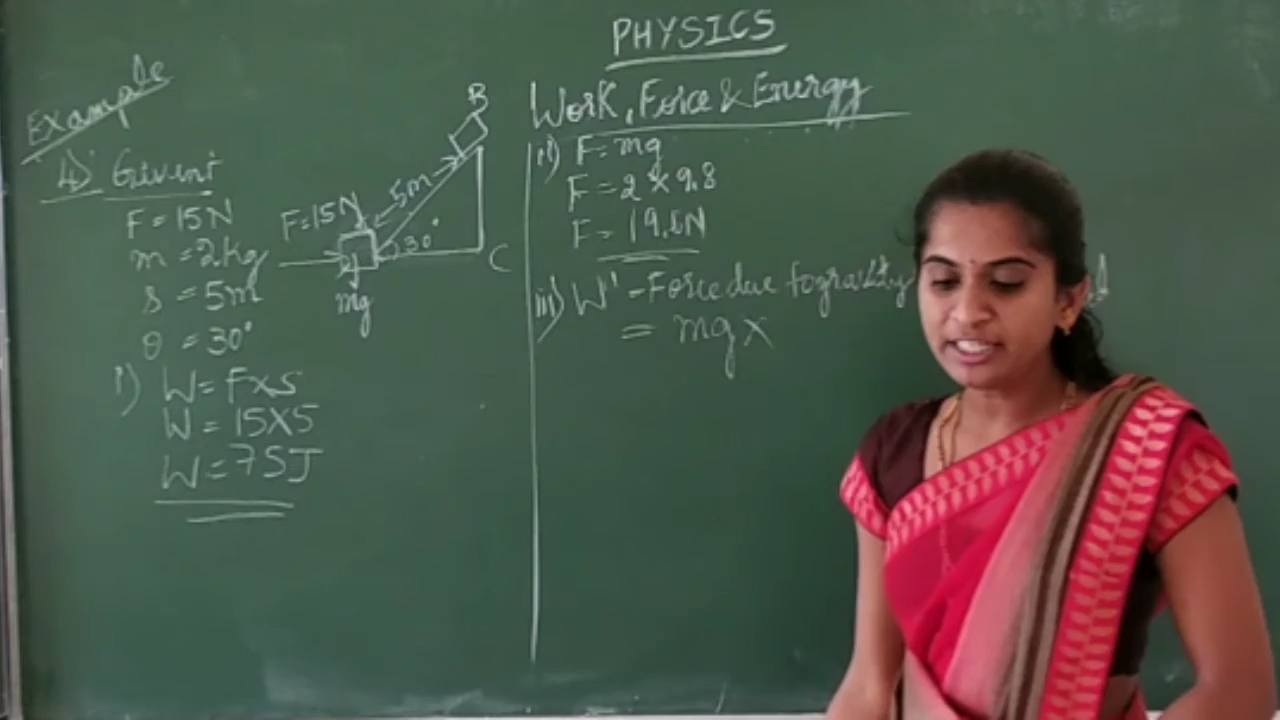 PHYSICS
Work, Force & Energy
Example
4) Given:
F = 15N
m = 2kg
s = 5m
θ = 30°
i) W = F×s
W = 15×5
W = 75J
B
5m
F=15N
30°
C
mg
ii) F = mg
F = 2×9.8
F = 19.6N
iii) W' = Force due to gravity
= mg×